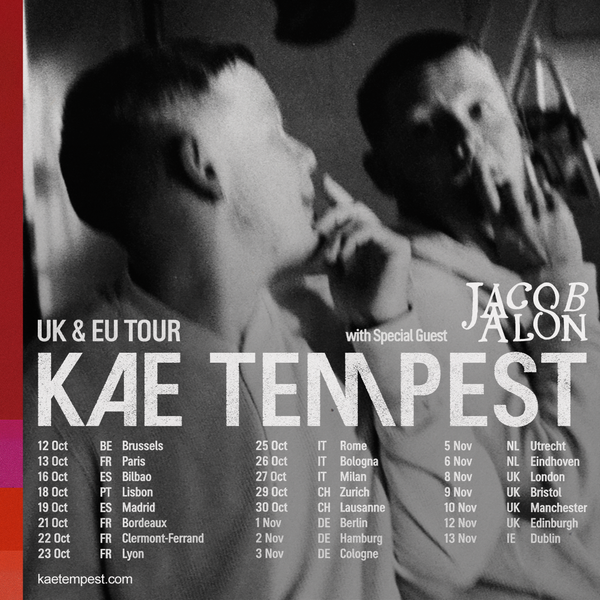 JACOB
ALON
UK & EU TOUR
with Special Guest
KAE TEMPEST
12 Oct BE Brussels
13 Oct FR Paris
16 Oct ES Bilbao
18 Oct PT Lisbon
19 Oct ES Madrid
21 Oct FR Bordeaux
22 Oct FR Clermont-Ferrand
23 Oct FR Lyon
25 Oct IT Rome
26 Oct IT Bologna
27 Oct IT Milan
29 Oct CH Zurich
30 Oct CH Lausanne
1 Nov DE Berlin
2 Nov DE Hamburg
3 Nov DE Cologne
5 Nov NL Utrecht
6 Nov NL Eindhoven
8 Nov UK London
9 Nov UK Bristol
10 Nov UK Manchester
12 Nov UK Edinburgh
13 Nov IE Dublin
kaetempest.com